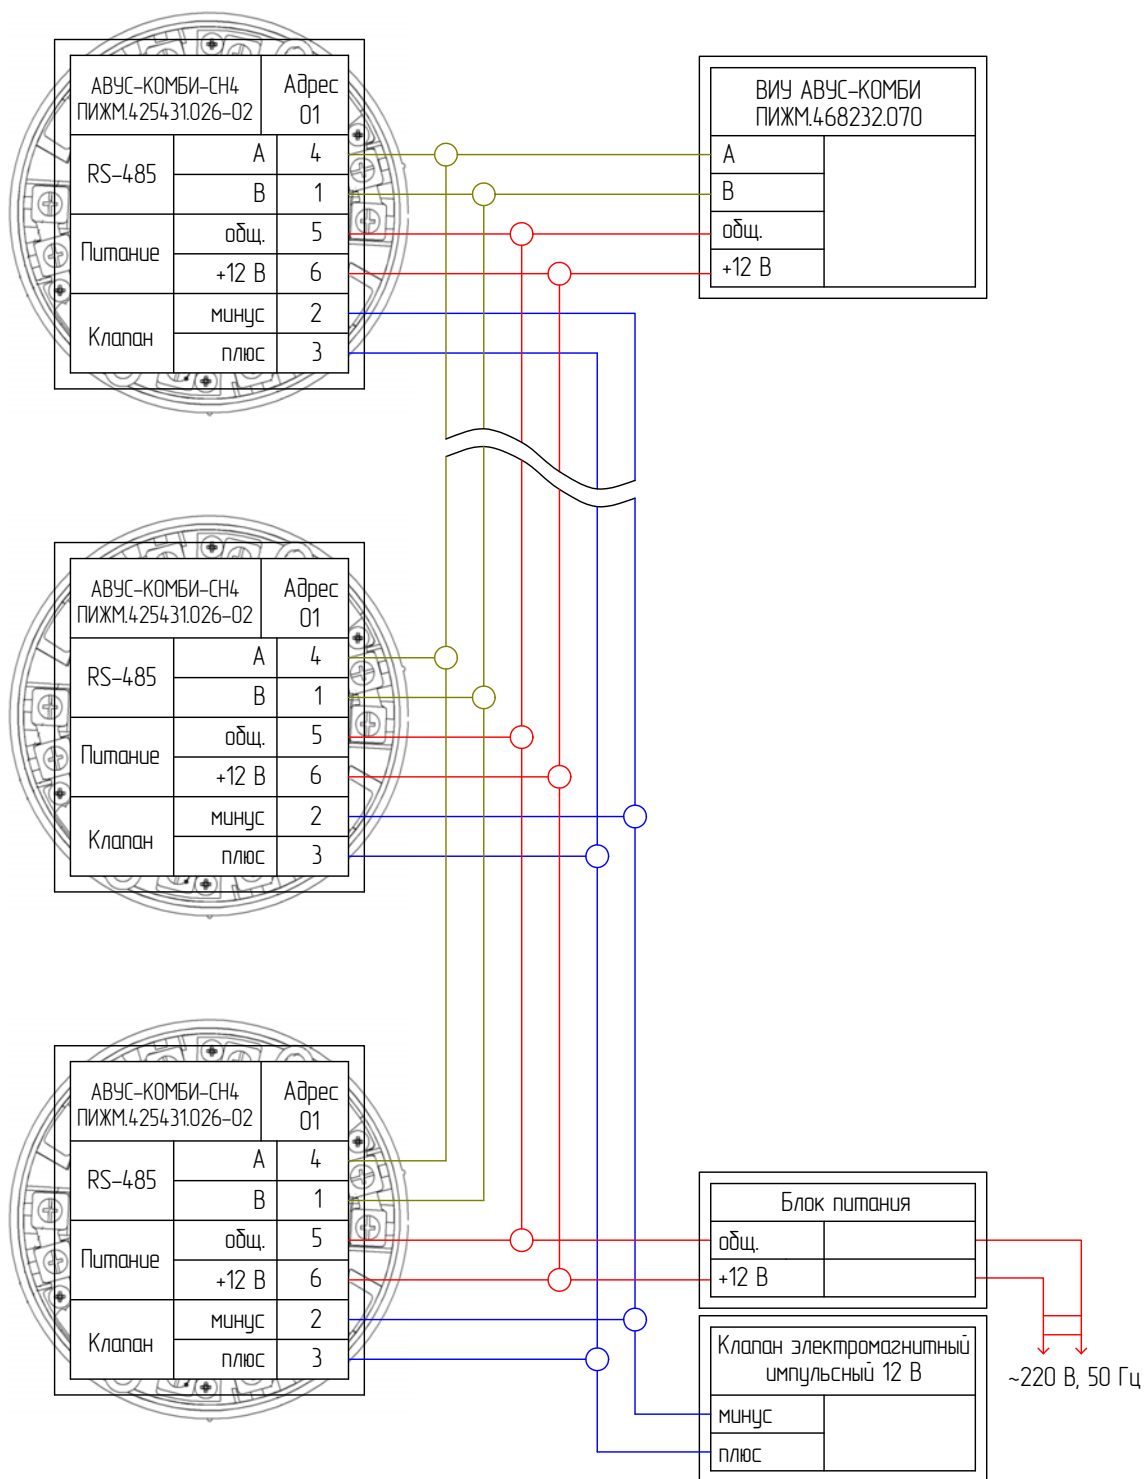 АВУС-КОМБИ-СН4
ПИЖМ.425431.026-02
Адрес
01
RS-485
А
4
В
1
Питание
общ.
5
+12 В
6
Клапан
минус
2
плюс
3
ВИУ АВУС-КОМБИ
ПИЖМ.468232.070
А
В
общ.
+12 В
АВУС-КОМБИ-СН4
ПИЖМ.425431.026-02
Адрес
01
RS-485
А
4
В
1
Питание
общ.
5
+12 В
6
Клапан
минус
2
плюс
3
АВУС-КОМБИ-СН4
ПИЖМ.425431.026-02
Адрес
01
RS-485
А
4
В
1
Питание
общ.
5
+12 В
6
Клапан
минус
2
плюс
3
Блок питания
общ.
+12 В
~220 В, 50 Гц
Клапан электромагнитный
импульсный 12 В
минус
плюс